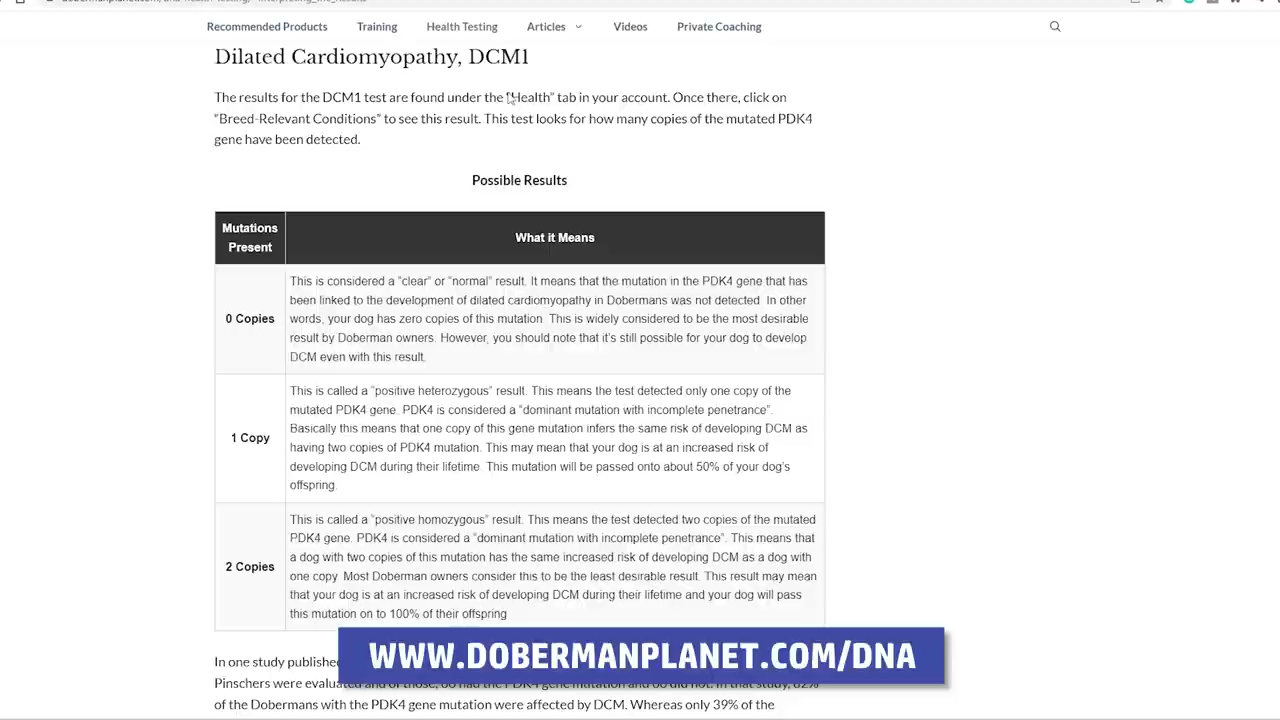 Recommended Products Training Health Testing Articles Videos Private Coaching
Dilated Cardiomyopathy, DCM1
The results for the DCM1 test are found under the "Health" tab in your account. Once there, click on
"Breed-Relevant Conditions" to see this result. This test looks for how many copies of the mutated PDK4
gene have been detected.
Possible Results
Mutations
Present
What it Means
0 Copies
This is considered a "clear" or "normal" result. It means that the mutation in the PDK4 gene that has
been linked to the development of dilated cardiomyopathy in Dobermans was not detected. In other
words, your dog has zero copies of this mutation. This is widely considered to be the most desirable
result by Doberman owners. However, you should note that it's still possible for your dog to develop
DCM even with this result.
1 Copy
This is called a "positive heterozygous" result. This means the test detected only one copy of the
mutated PDK4 gene. PDK4 is considered a "dominant mutation with incomplete penetrance".
Basically this means that one copy of this gene mutation infers the same risk of developing DCM as
having two copies of PDK4 mutation. This may mean that your dog is at an increased risk of
developing DCM during their lifetime. This mutation will be passed onto about 50% of your dog's
offspring.
2 Copies
This is called a "positive homozygous" result. This means the test detected two copies of the mutated
PDK4 gene. PDK4 is considered a "dominant mutation with incomplete penetrance". This means that
a dog with two copies of this mutation has the same increased risk of developing DCM as a dog with
one copy. Most Doberman owners consider this to be the least desirable result. This result may mean
that your dog is at an increased risk of developing DCM during their lifetime and your dog will pass
this mutation on to 100% of their offspring
In one study published
WWW.DOBERMANPLANET.COM/DNA
Pinschers were evaluated
of the Dobermans with the PDK4 gene mutation were affected by DCM. Whereas only 39% of the